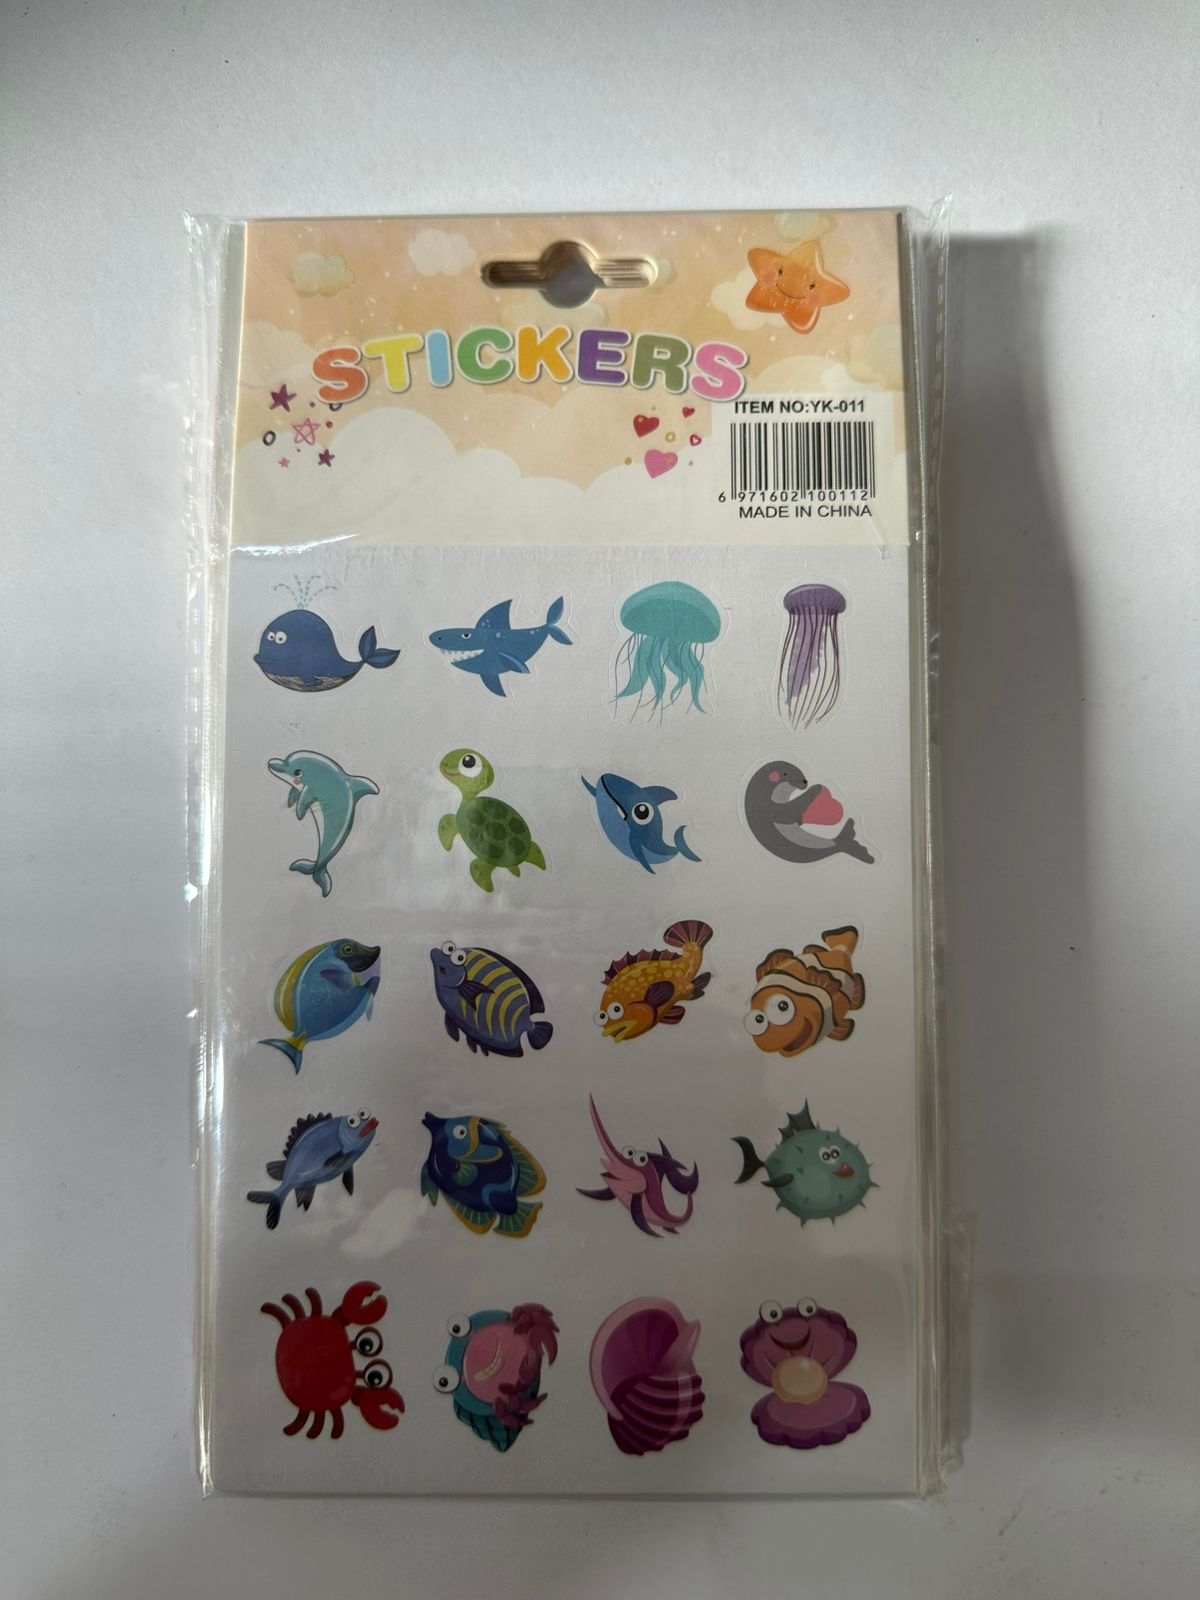 STICKERS
ITEM NO:YK-011
6 971602 100112
MADE IN CHINA